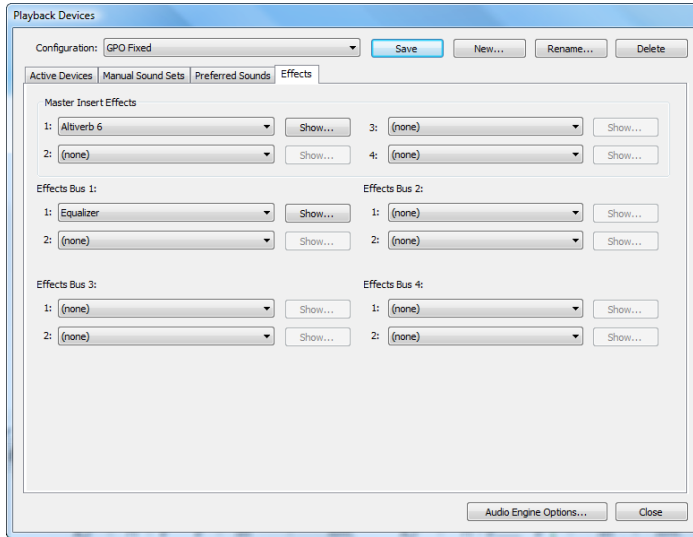 Playback Devices
Configuration: GPO Fixed Save New... Rename... Delete
Active Devices Manual Sound Sets Preferred Sounds Effects
Master Insert Effects
1: Altiverb 6 Show... 3: (none) Show...
2: (none) Show... 4: (none) Show...
Effects Bus 1: Effects Bus 2:
1: Equalizer Show... 1: (none) Show...
2: (none) Show... 2: (none) Show...
Effects Bus 3: Effects Bus 4:
1: (none) Show... 1: (none) Show...
2: (none) Show... 2: (none) Show...
Audio Engine Options... Close